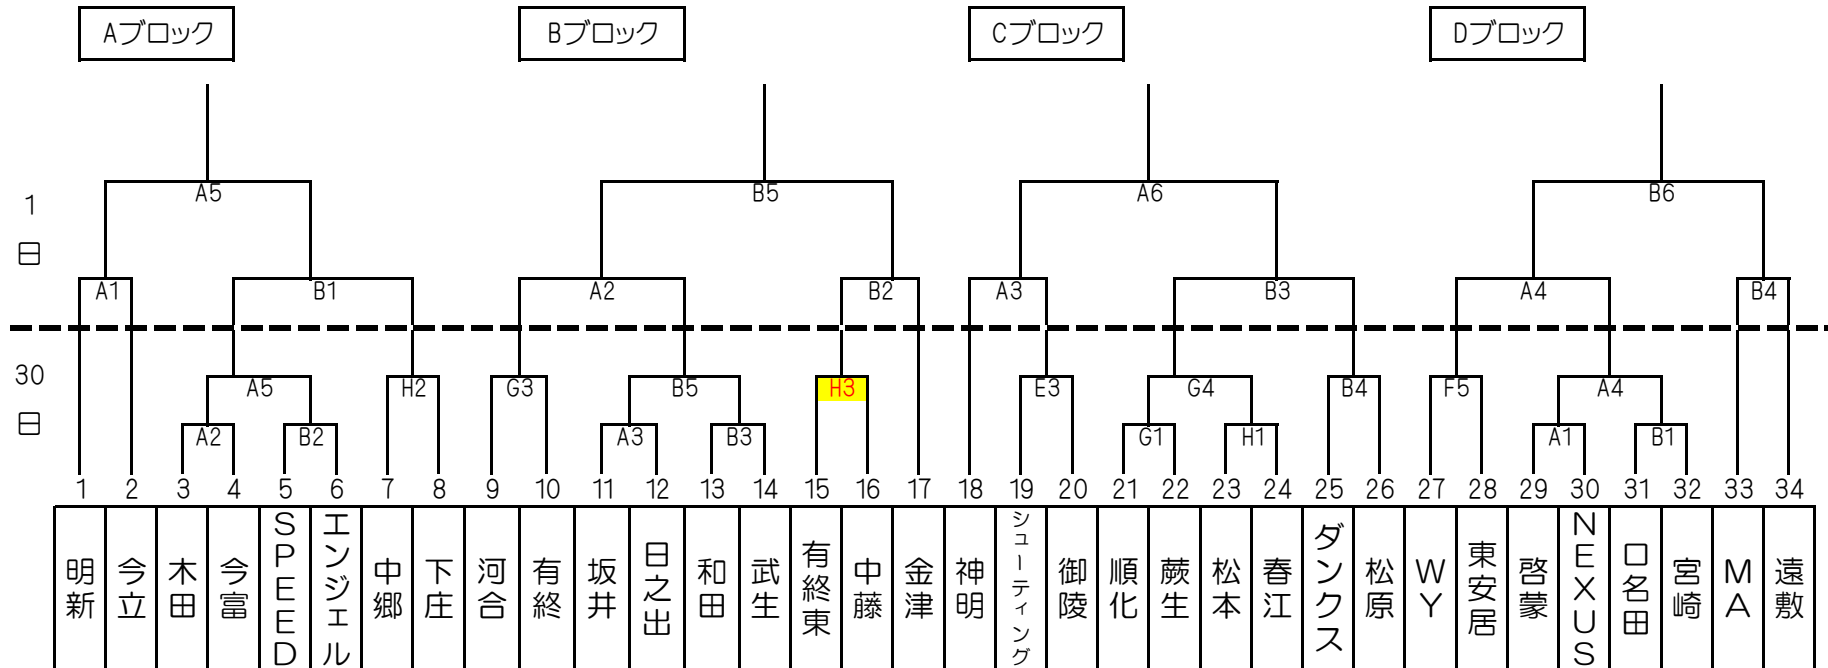 Aブロック Bブロック Cブロック Dブロック
A5 B5 A6 B6
1
日
A1 B1 A2 B2 A3 B3 A4 B4
30
日
A5 H2 G3 B5 H3 E3 G4 B4 F5 A4
A2 B2 A3 B3 G1 H1 A1 B1
1 2 3 4 5 6 7 8 9 10 11 12 13 14 15 16 17 18 19 20 21 22 23 24 25 26 27 28 29 30 31 32 33 34
明新
今立
木田
今富
SPEED
エンジェル
中郷
下庄
河合
有終
坂井
日之出
和田
武生
有終東
中藤
金津
神明
シューティング
御陵
順化
蕨生
松本
春江
ダンクス
松原
WY
東安居
啓蒙
NEXUS
口名田
宮崎
MA
遠敷